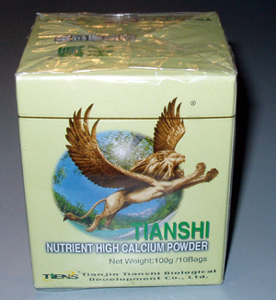 ®
TIANSHI
NUTRIENT HIGH CALCIUM POWDER
Net Weight:100g /10Bags
TIENS Tianjin Tianshi Biological
Development Co., Ltd.